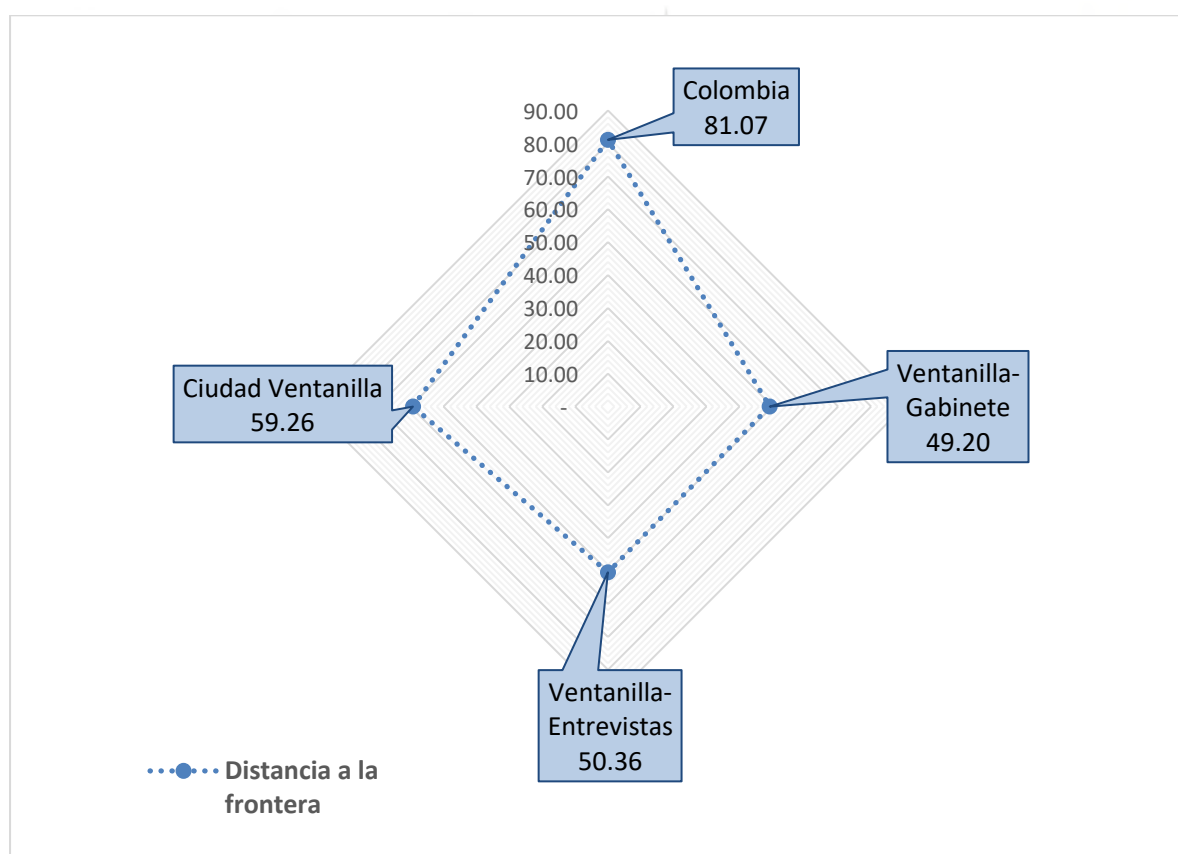 Colombia
81.07
90.00
80.00
70.00
60.00
50.00
40.00
30.00
20.00
10.00
-
Ciudad Ventanilla
59.26
Ventanilla-
Gabinete
49.20
Ventanilla-
Entrevistas
50.36
Distancia a la
frontera